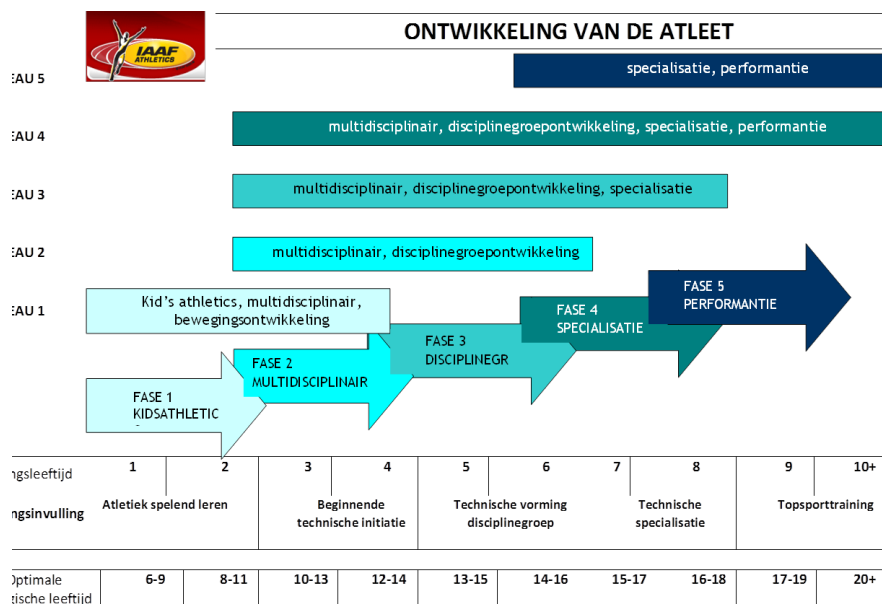 ONTWIKKELING VAN DE ATLEET
IAAF
ATHLETICS
EAU 5
specialisatie, performantie
EAU 4
multidisciplinair, disciplinegroepontwikkeling, specialisatie, performantie
EAU 3
multidisciplinair, disciplinegroepontwikkeling, specialisatie
EAU 2
multidisciplinair, disciplinegroepontwikkeling
EAU 1
Kid's athletics, multidisciplinair,
bewegingsontwikkeling
FASE 5
PERFORMANTIE
FASE 4
SPECIALISATIE
FASE 3
DISCIPLINEGR
FASE 2
MULTIDISCIPLINAIR
FASE 1
KIDSATHLETIC
ngsleeftijd 1 2 3 4 5 6 7 8 9 10+
ngsinvulling
Atletiek spelend leren
Beginnende
technische initiatie
Technische vorming
disciplinegroep
Technische
specialisatie
Topsporttraining
Optimale
gische leeftijd
6-9 8-11 10-13 12-14 13-15 14-16 15-17 16-18 17-19 20+